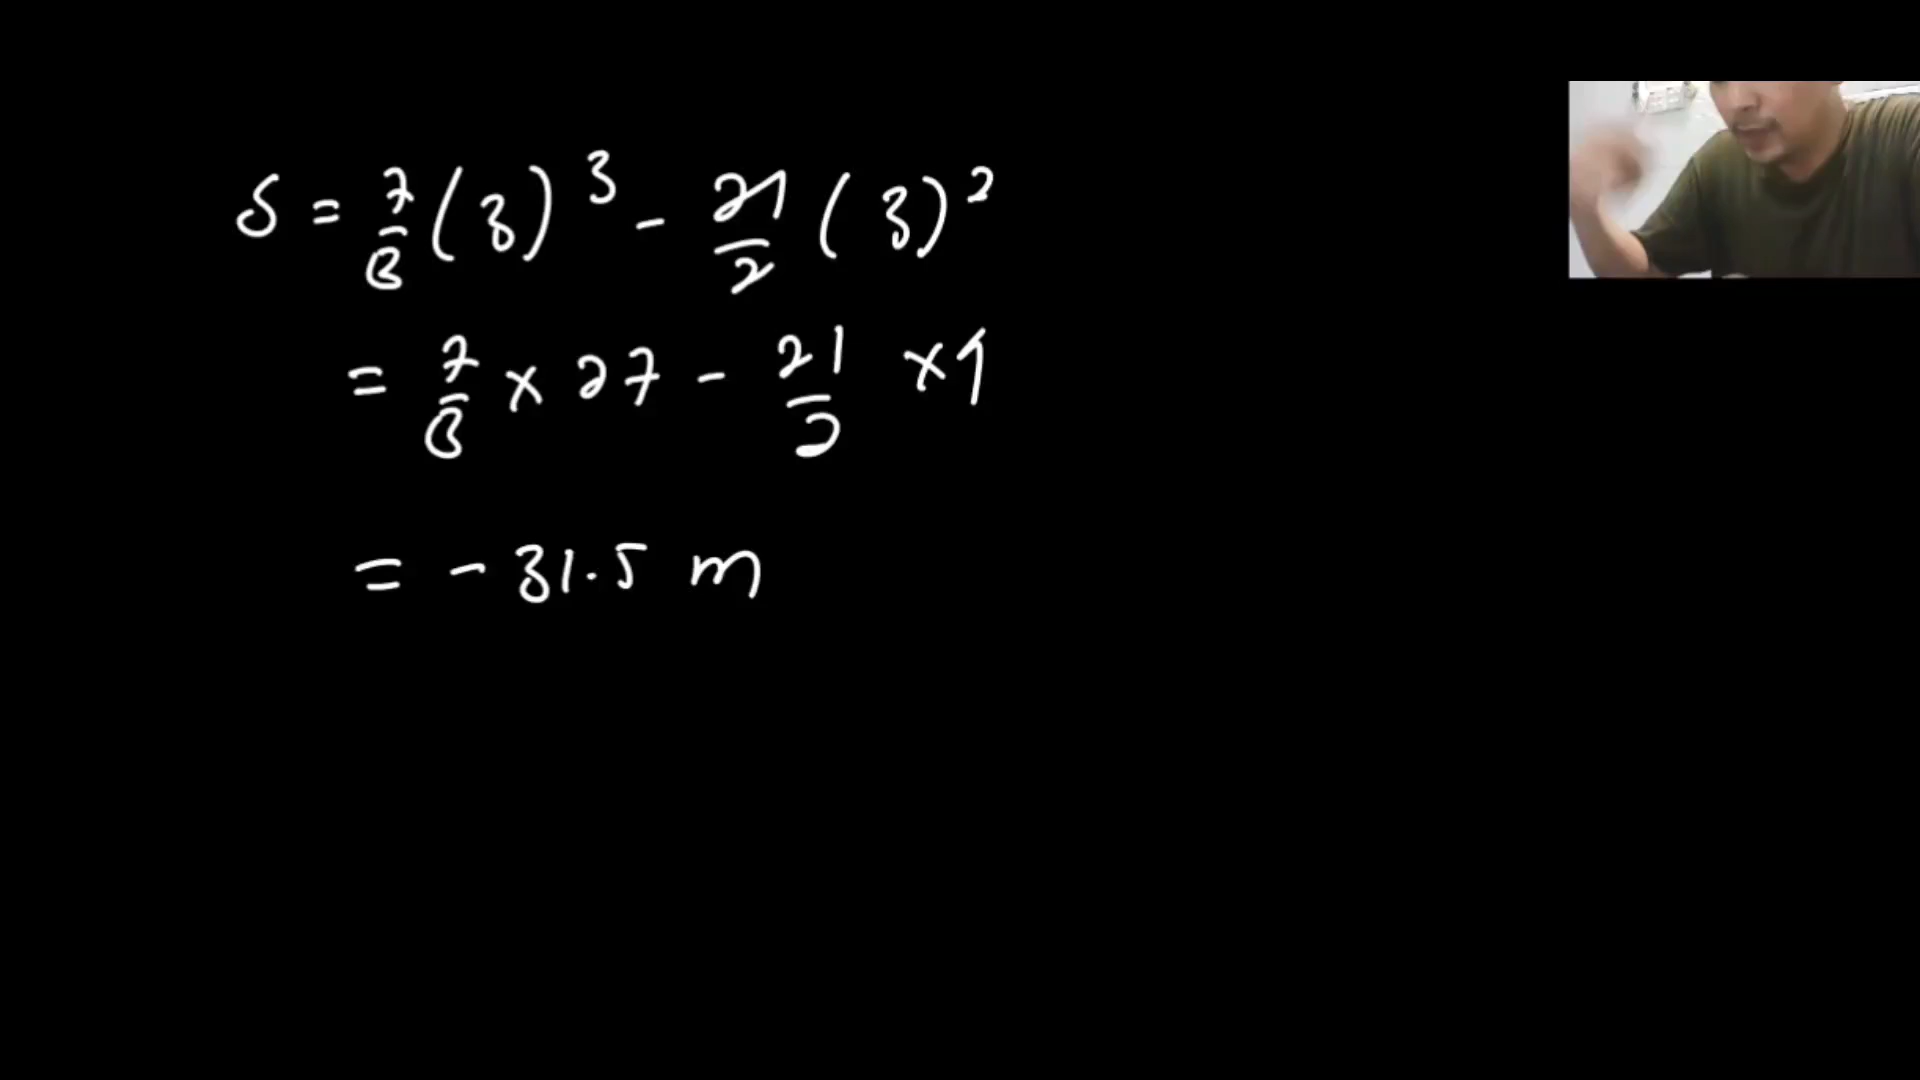 S = 7/3 (3)^3 - 21/2 (3)^2
= 7/3 x 27 - 21/2 x 9
= - 31.5 m